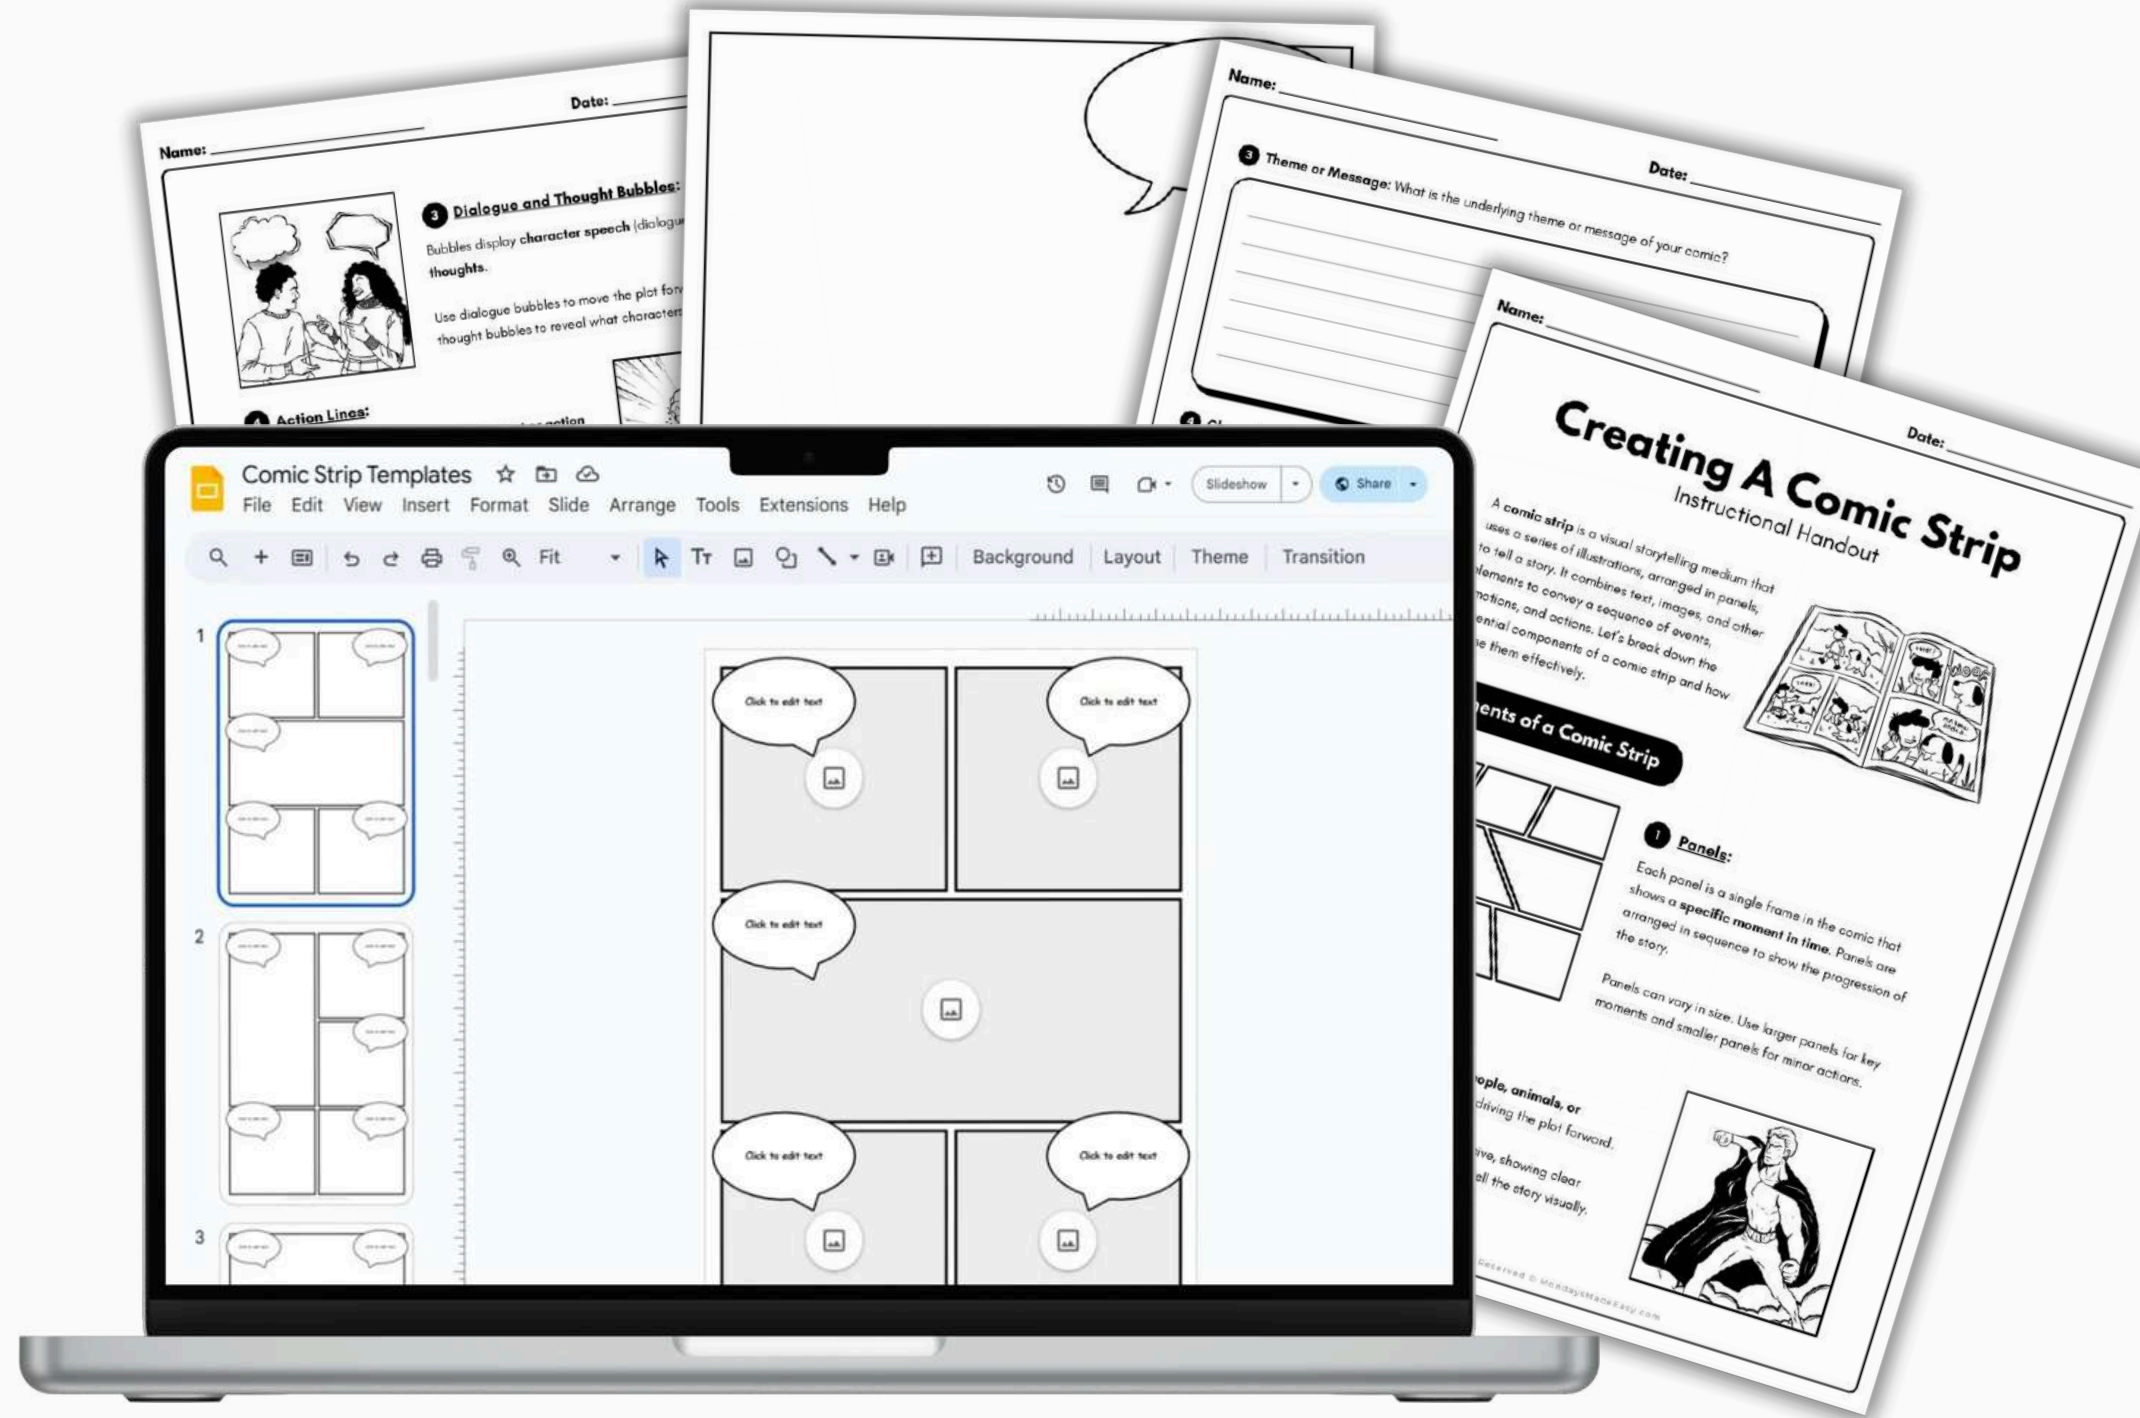 Name:
Date:
3 Dialogue and Thought Bubbles:
Bubbles display character speech
thoughts.
Use dialogue bubbles to move the plot
thought bubbles to reveal what
Action Lines:
action
Name:
Date:
3 Theme or Message: What is the underlying theme or message of your comic?
Name:
Date:
Creating A Comic Strip
Instructional Handout
A comic strip is a visual storytelling medium that
uses a series of illustrations, arranged in panels,
to tell a story. It combines text, images, and other
to convey a sequence of events,
and actions. Let's break down the
components of a comic strip and how
them effectively.
of a Comic Strip
1 Panels:
Each panel is a single frame in the comic that
shows a specific moment in time. Panels are
arranged in sequence to show the progression of
the story.
Panels can vary in size. Use larger panels for key
moments and smaller panels for minor actions.
animals, or
driving the plot forward.
showing clear
the story visually.
Reserved © MondaysMadeEasy.com
Comic Strip Templates
File Edit View Insert Format Slide Arrange Tools Extensions Help
Slideshow
Share
Fit
Tт
Background Layout Theme Transition
1
2
3
Click to edit text
Click to edit text
Click to edit text
Click to edit text
Click to edit text